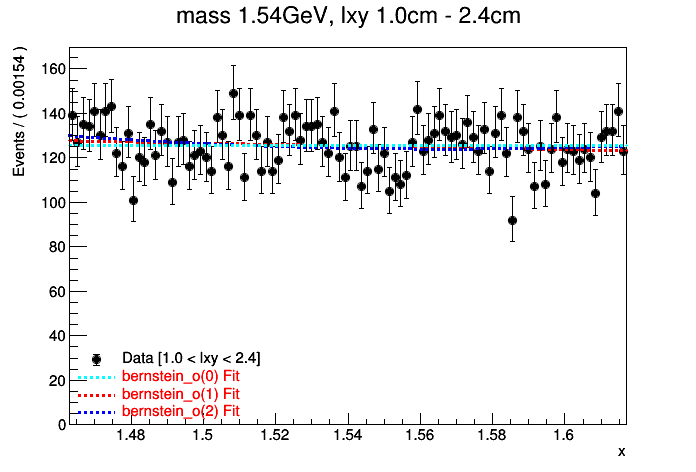 mass 1.54GeV, lxy 1.0cm - 2.4cm
Events / ( 0.00154 )
160
140
120
100
80
60
40
20
0
Data [1.0 < lxy < 2.4]
bernstein_o(0) Fit
bernstein_o(1) Fit
bernstein_o(2) Fit
1.48 1.5 1.52 1.54 1.56 1.58 1.6
x